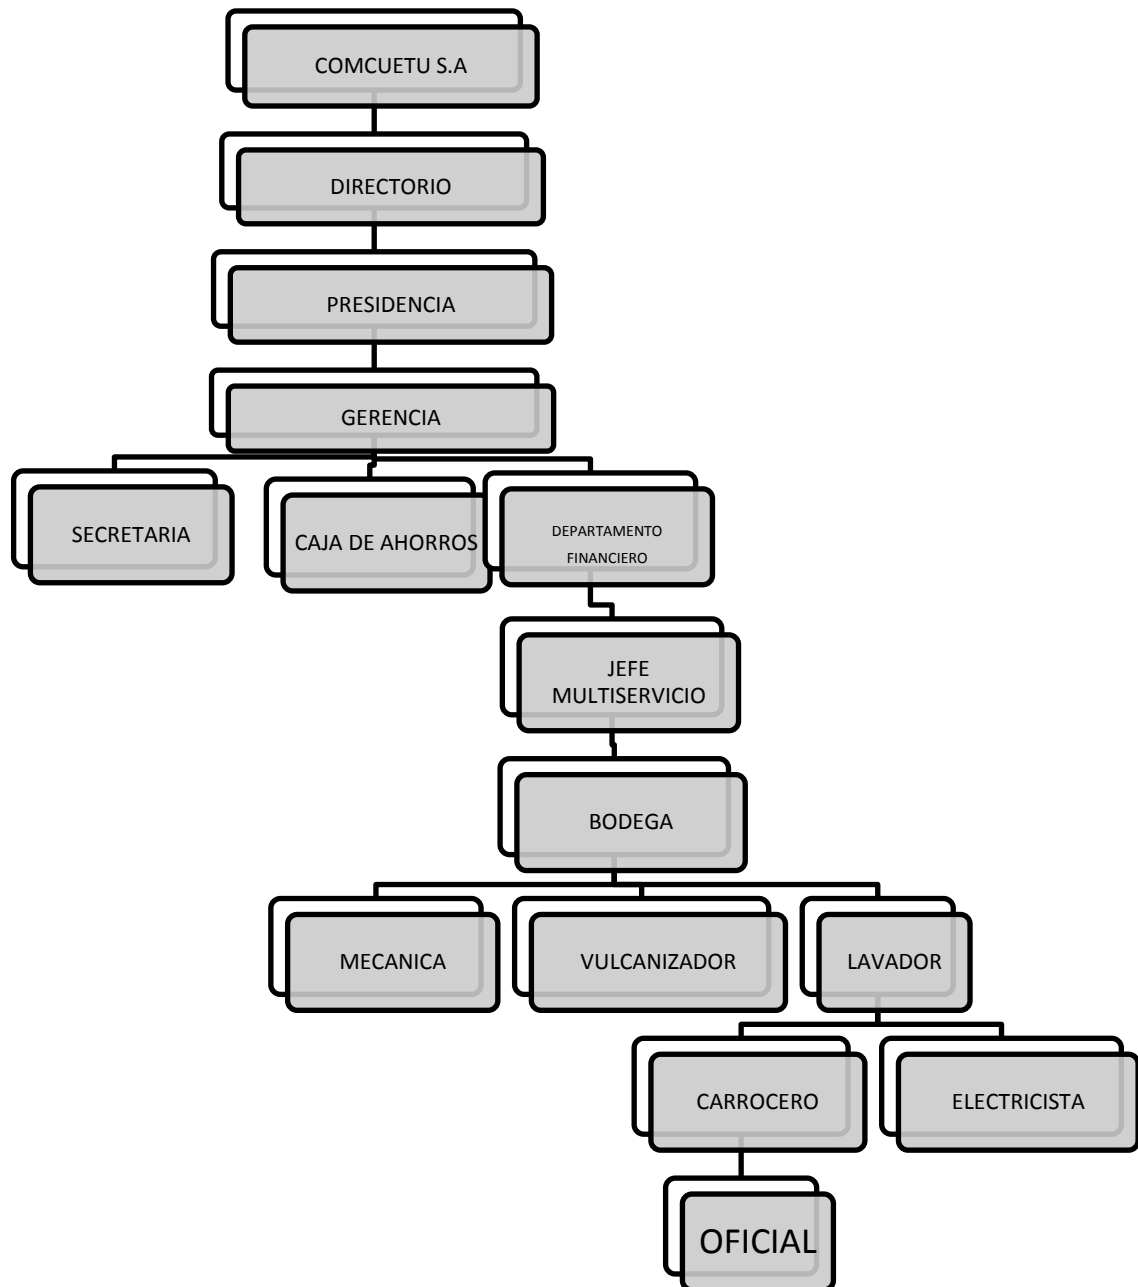 COMCUETU S.A
DIRECTORIO
PRESIDENCIA
GERENCIA
SECRETARIA
CAJA DE AHORROS
DEPARTAMENTO
FINANCIERO
JEFE
MULTISERVICIO
BODEGA
MECANICA
VULCANIZADOR
LAVADOR
CARROCERO
ELECTRICISTA
OFICIAL